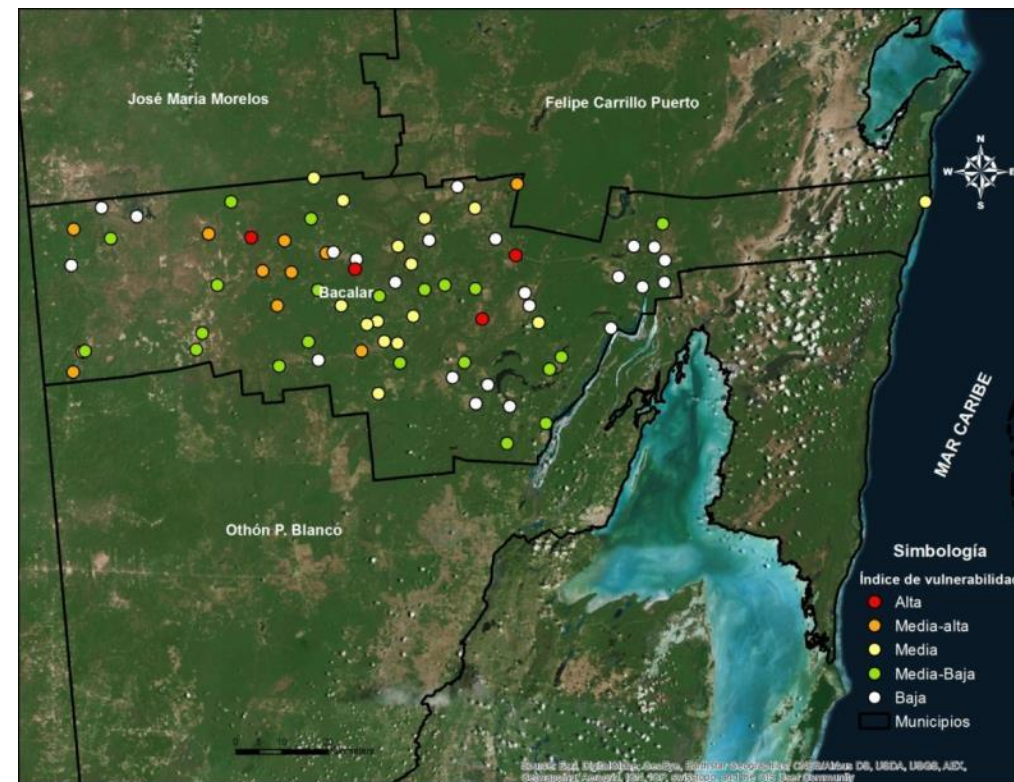 José María Morelos
Felipe Carrillo Puerto
N
W E
S
Bacalar
MAR CARIBE
Othón P. Blanco
Simbología
Índice de vulnerabilidad
Alta
Media-alta
Media
Media-Baja
Baja
Municipios